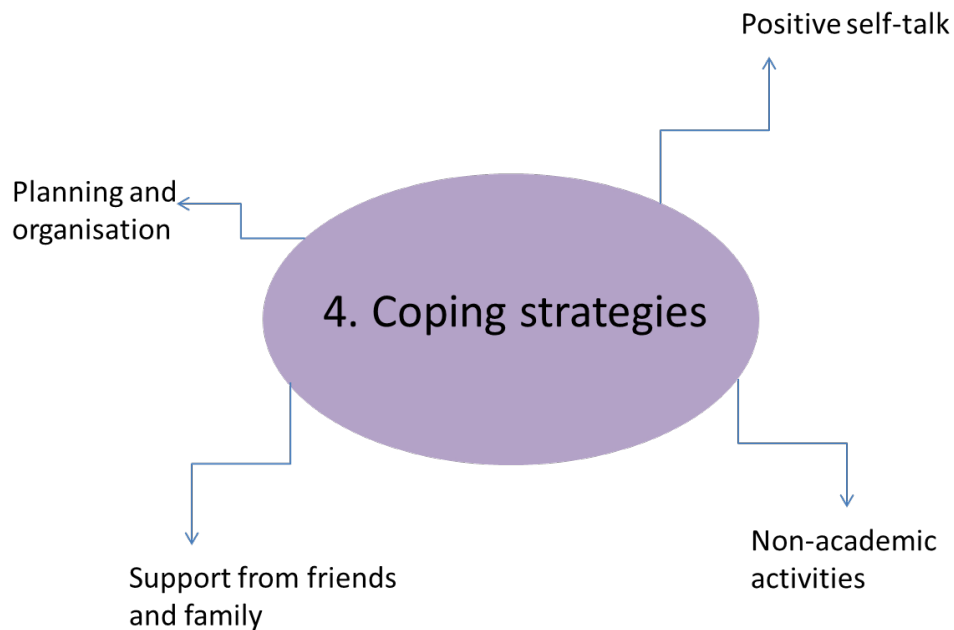 Positive self-talk
Planning and
organisation
4. Coping strategies
Non-academic
activities
Support from friends
and family